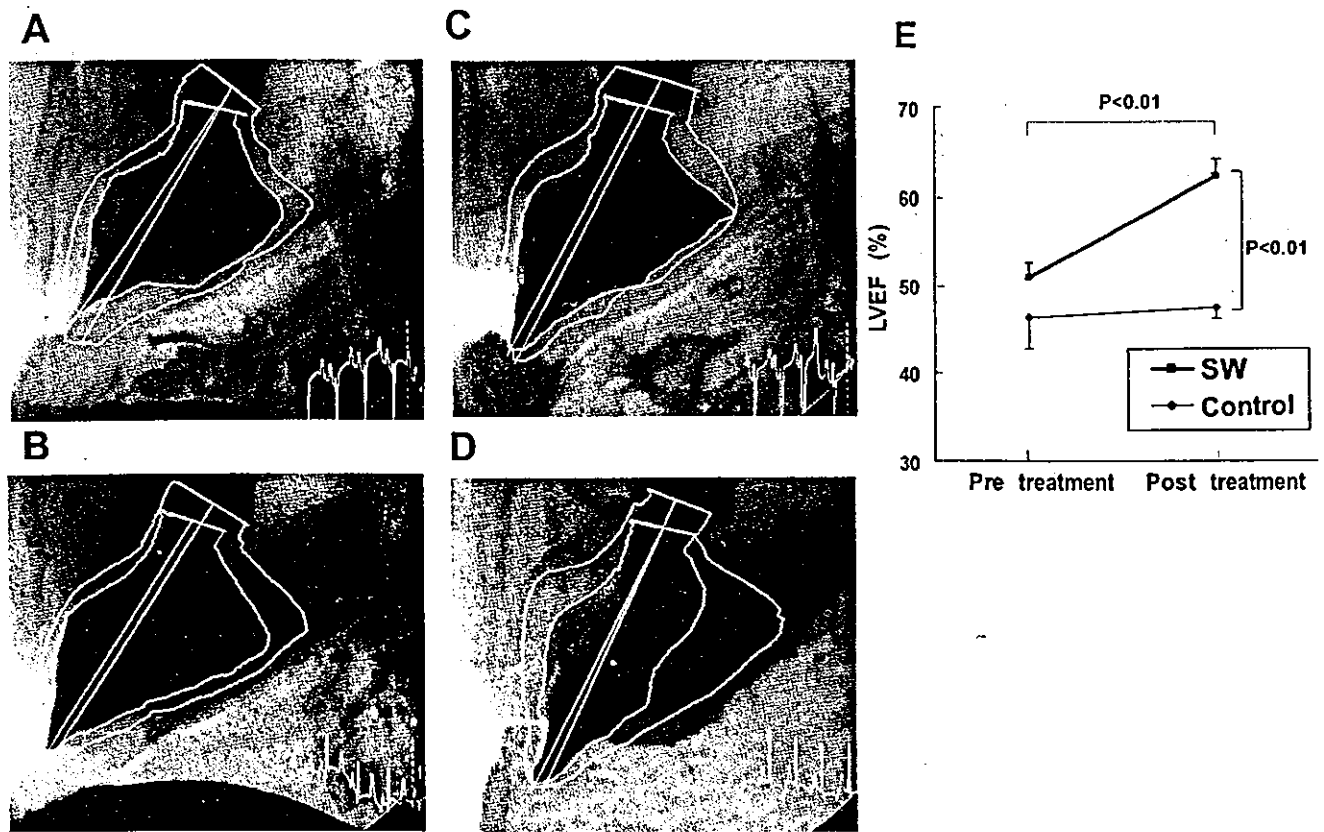 A
C
E
B
D
70
60
50
40
30
LVEF (%)
P<0.01
P<0.01
SW
Control
Pre treatment
Post treatment